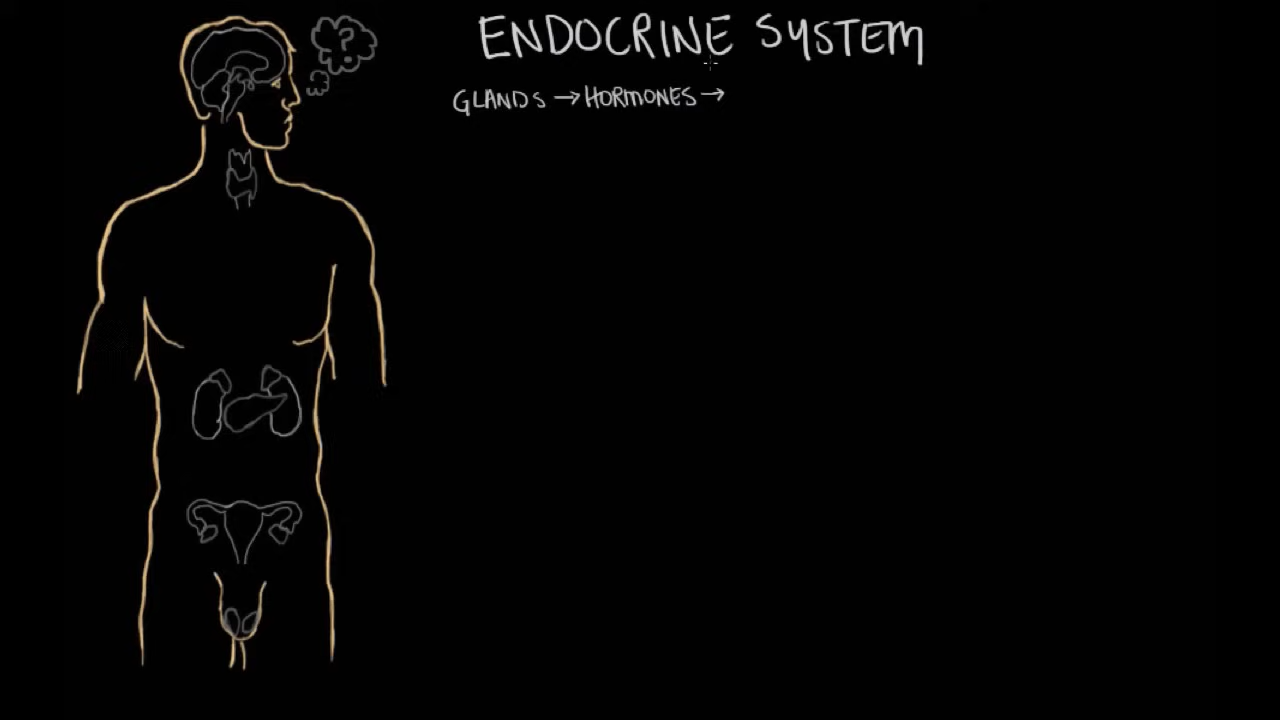 ?
ENDOCRINE SYSTEM
GLANDS → HORMONES →